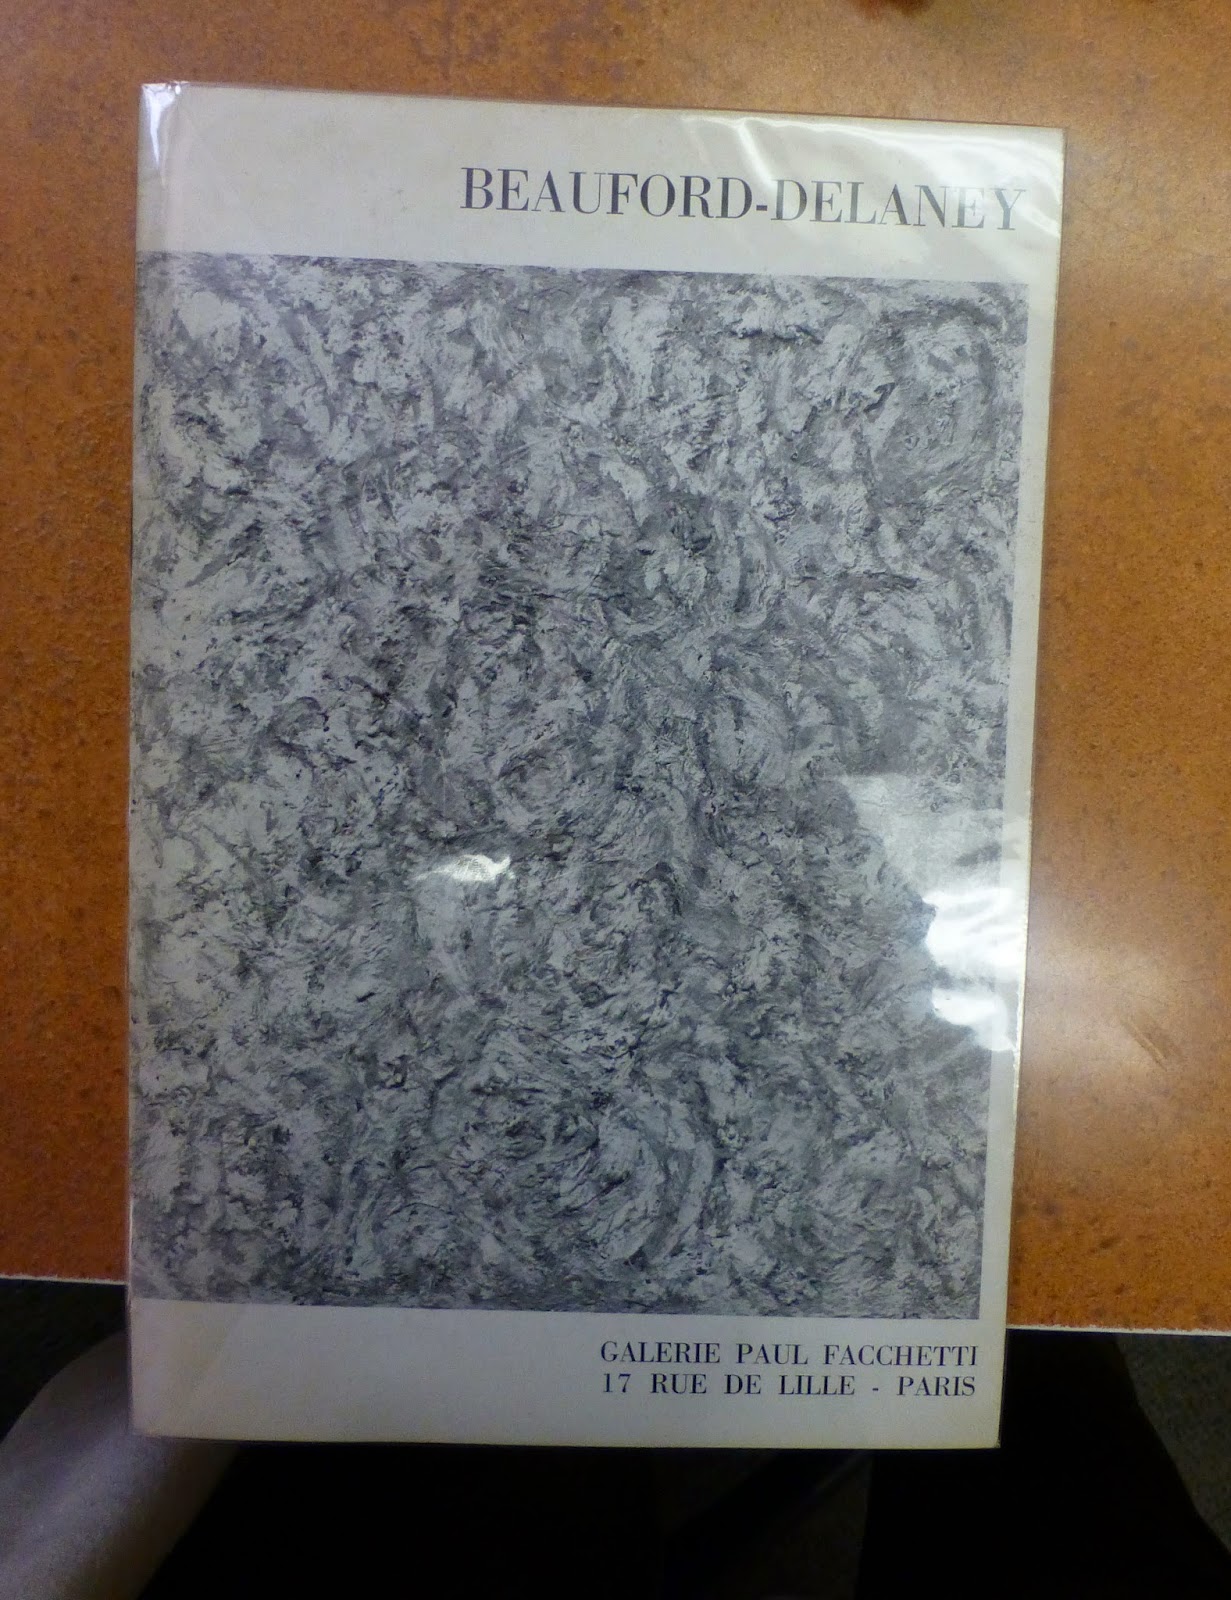 BEAUFORD-DELANEY
GALERIE PAUL FACCHETTI
17 RUE DE LILLE - PARIS